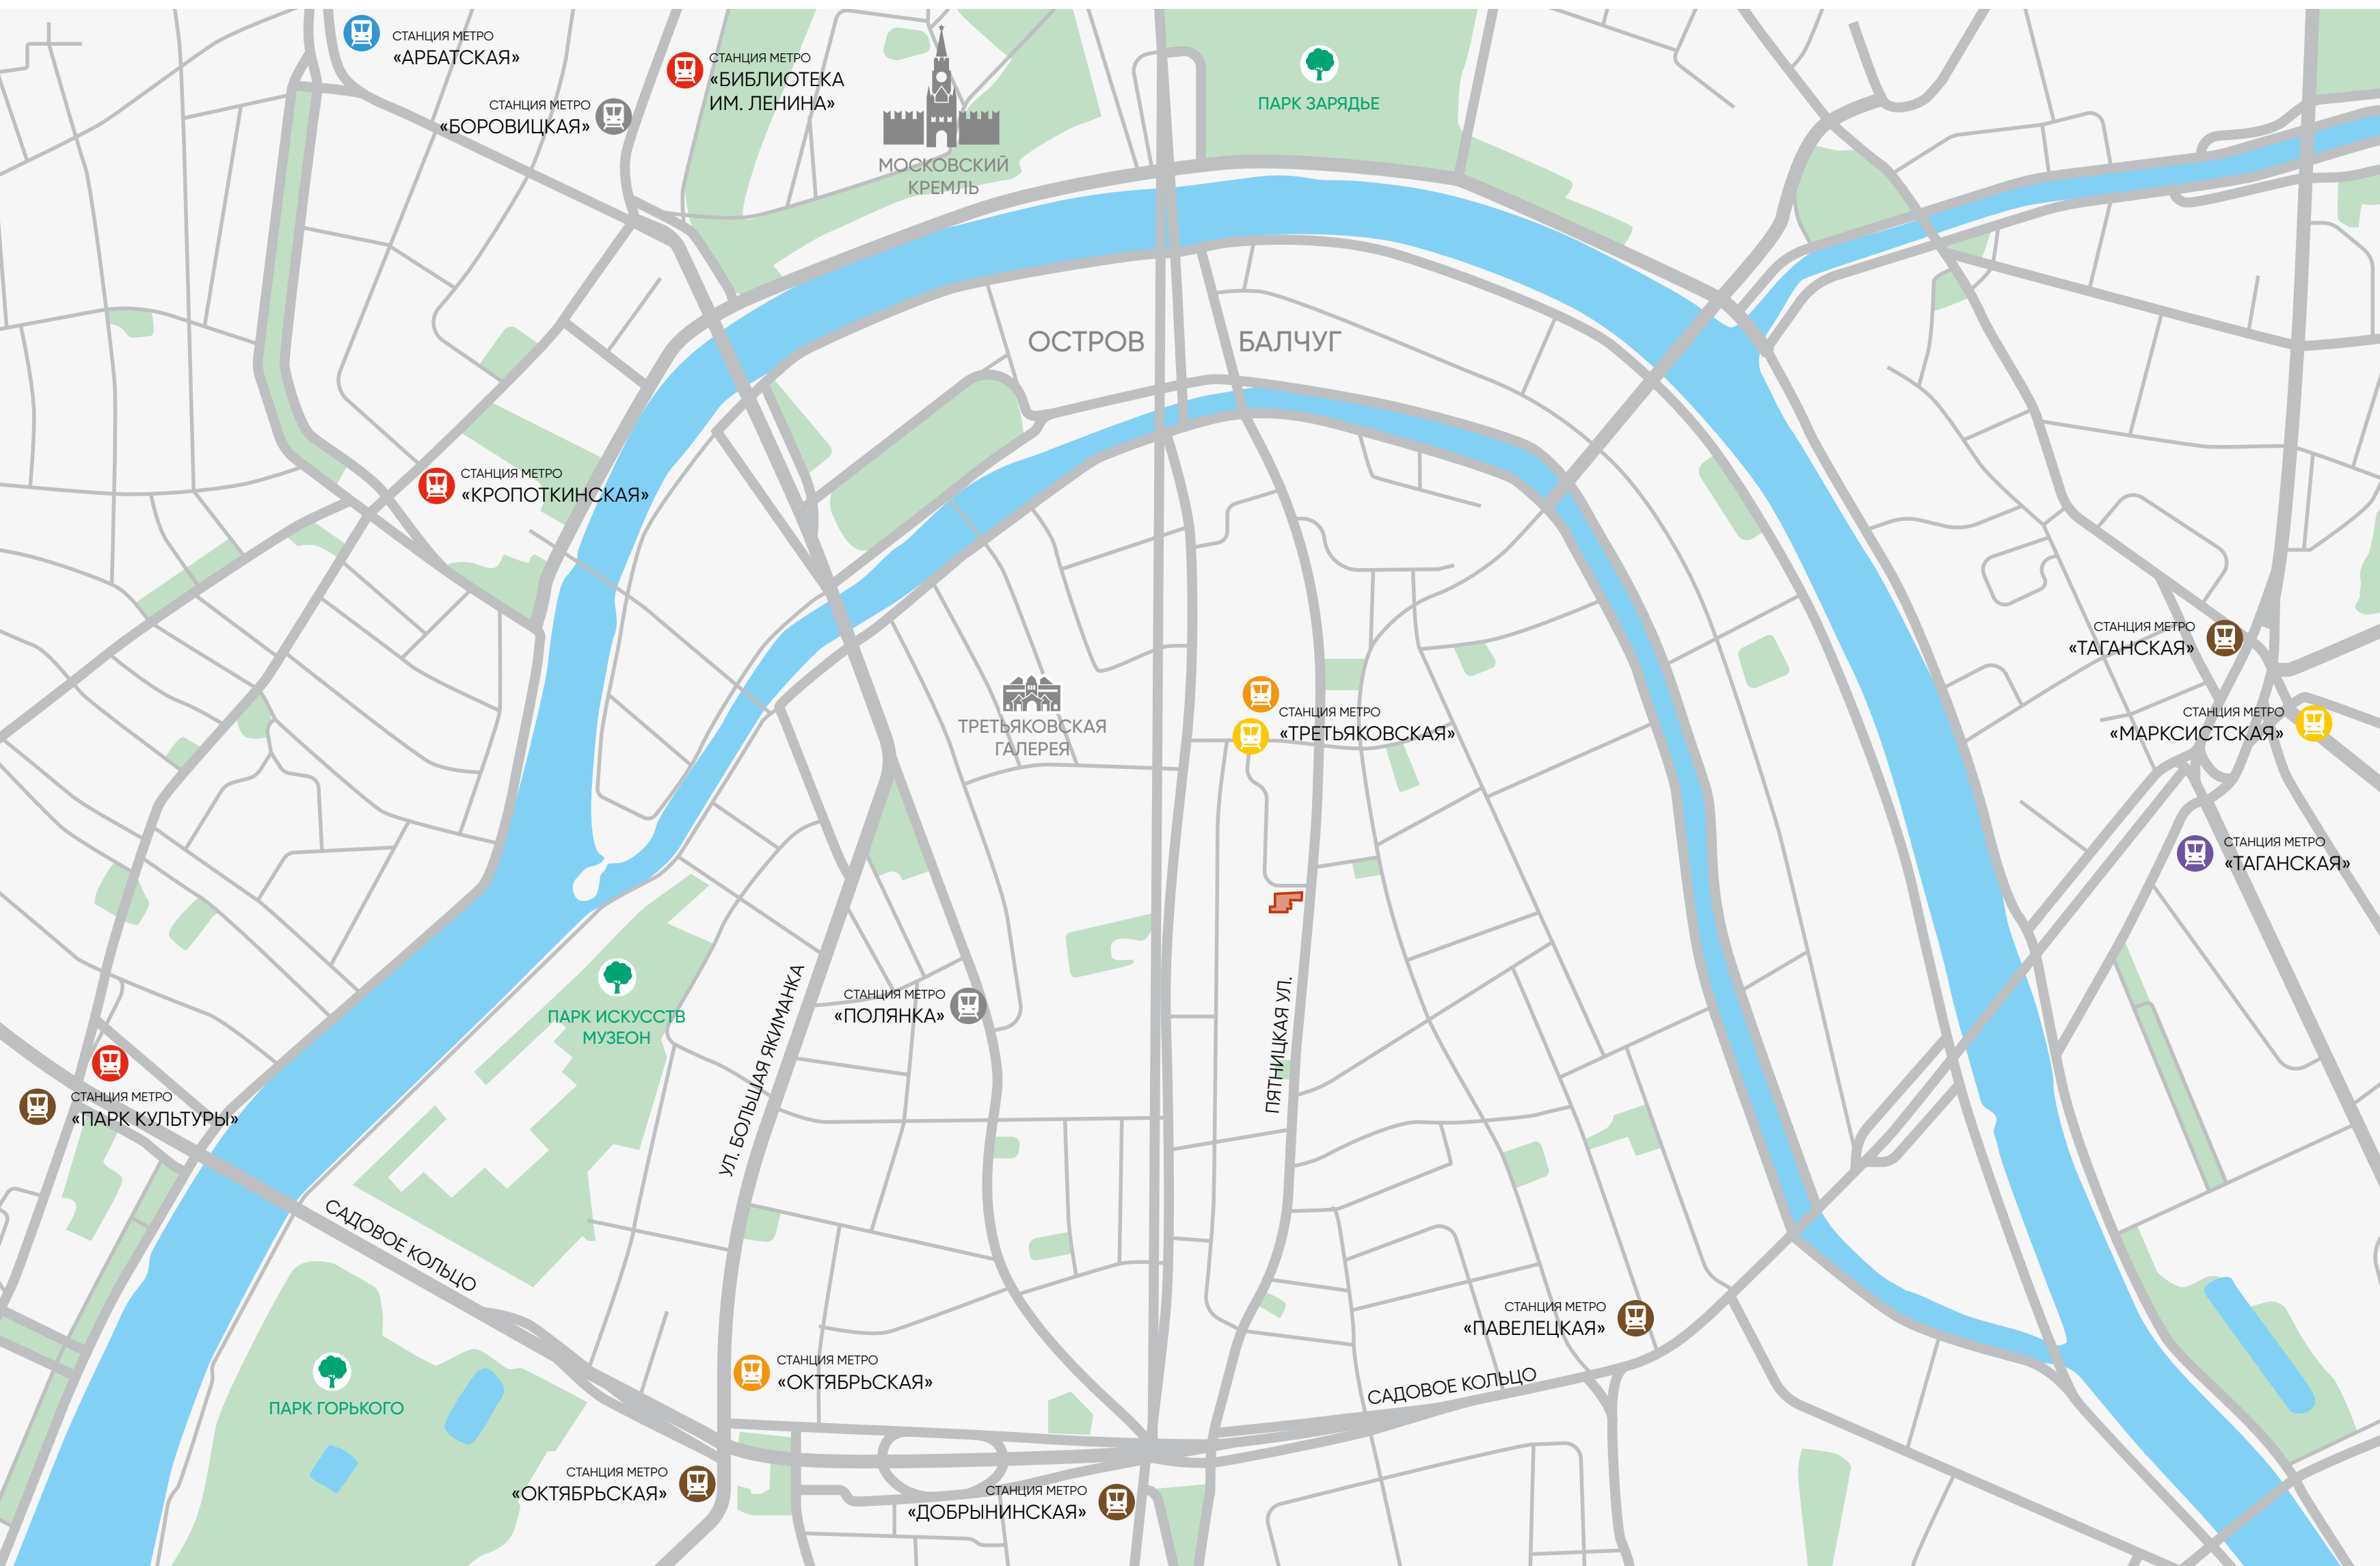 СТАНЦИЯ МЕТРО
«АРБАТСКАЯ»
СТАНЦИЯ МЕТРО
«БИБЛИОТЕКА
ИМ. ЛЕНИНА»
СТАНЦИЯ МЕТРО
«БОРОВИЦКАЯ»
МОСКОВСКИЙ
КРЕМЛЬ
ПАРК ЗАРЯДЬЕ
ОСТРОВ БАЛЧУГ
СТАНЦИЯ МЕТРО
«КРОПОТКИНСКАЯ»
СТАНЦИЯ МЕТРО
«ТАГАНСКАЯ»
ТРЕТЬЯКОВСКАЯ
ГАЛЕРЕЯ
СТАНЦИЯ МЕТРО
«ТРЕТЬЯКОВСКАЯ»
СТАНЦИЯ МЕТРО
«МАРКСИСТСКАЯ»
СТАНЦИЯ МЕТРО
«ТАГАНСКАЯ»
ПАРК ИСКУССТВ
МУЗЕОН
УЛ. БОЛЬШАЯ ЯКИМАНКА
СТАНЦИЯ МЕТРО
«ПОЛЯНКА»
ПЯТНИЦКАЯ УЛ.
СТАНЦИЯ МЕТРО
«ПАРК КУЛЬТУРЫ»
САДОВОЕ КОЛЬЦО
СТАНЦИЯ МЕТРО
«ПАВЕЛЕЦКАЯ»
СТАНЦИЯ МЕТРО
«ОКТЯБРЬСКАЯ»
САДОВОЕ КОЛЬЦО
ПАРК ГОРЬКОГО
СТАНЦИЯ МЕТРО
«ОКТЯБРЬСКАЯ»
СТАНЦИЯ МЕТРО
«ДОБРЫНИНСКАЯ»